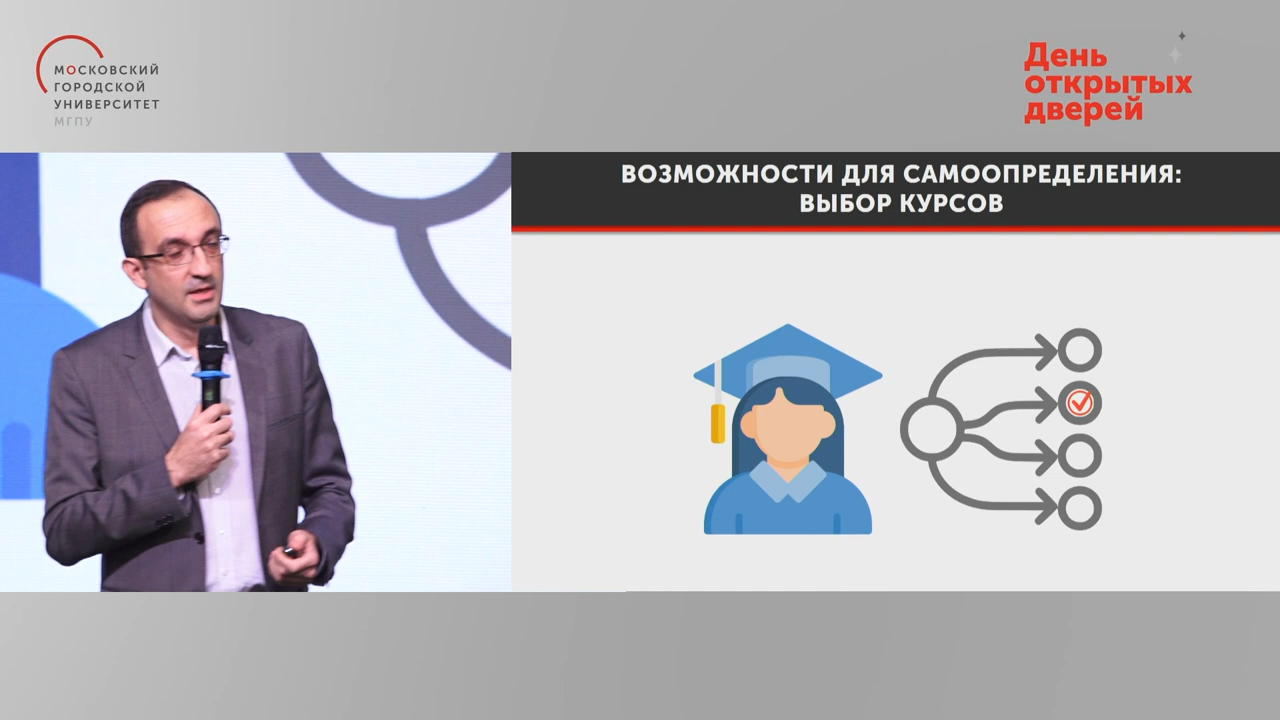 МОСКОВСКИЙ
ГОРОДСКОЙ
УНИВЕРСИТЕТ
МГПУ
День
открытых
дверей
ВОЗМОЖНОСТИ ДЛЯ САМООПРЕДЕЛЕНИЯ:
ВЫБОР КУРСОВ